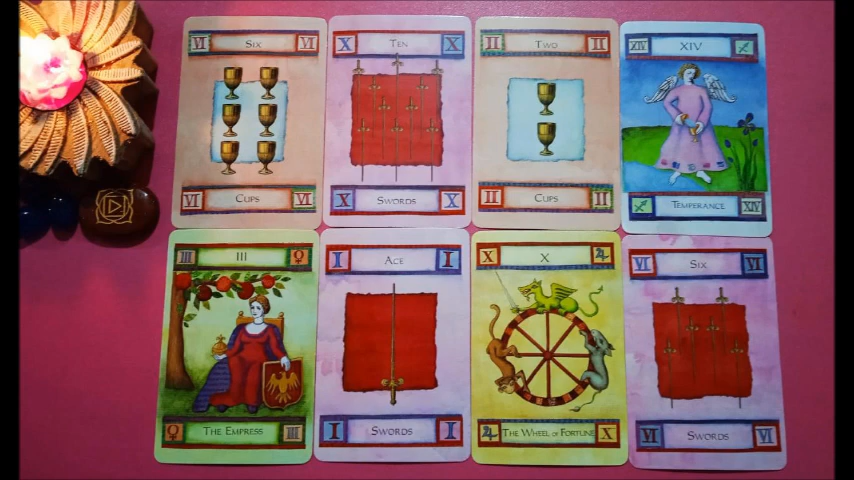 VI SIX VI
VI CUPS VI
X TEN X
X SWORDS X
II TWO II
II CUPS II
XIV XIV
TEMPERANCE XIV
III III
THE EMPRESS III
I ACE I
I SWORDS I
X X
THE WHEEL OF FORTUNE X
VI SIX VI
VI SWORDS VI